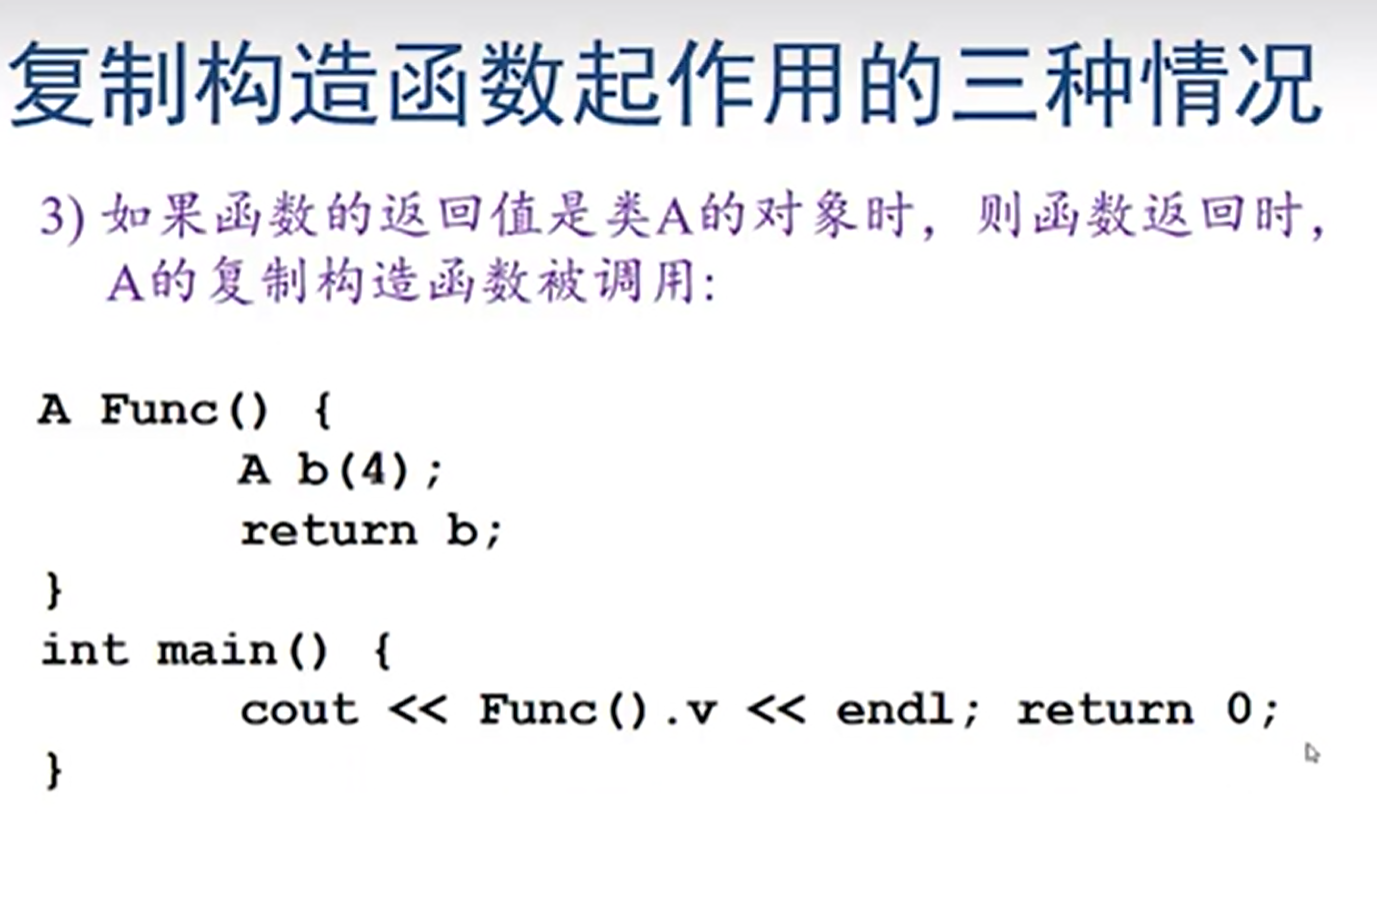 复制构造函数起作用的三种情况
3) 如果函数的返回值是类A的对象时，则函数返回时，
A的复制构造函数被调用：
A Func() {
A b(4);
return b;
}
int main() {
cout << Func().v << endl; return 0;
}